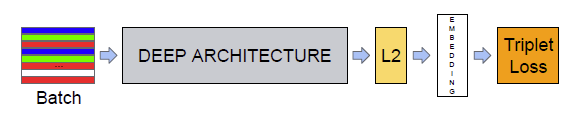 ...
Batch
DEEP ARCHITECTURE
L2
EMBEDDING
Triplet
Loss